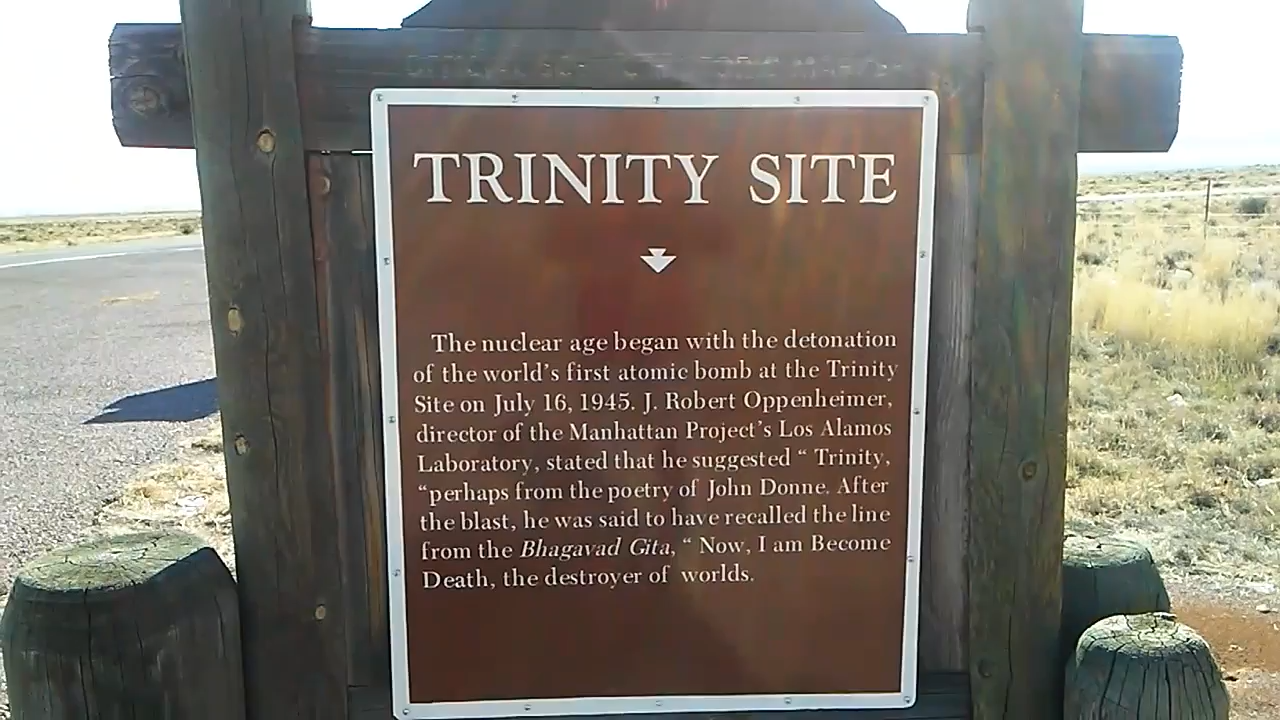 TRINITY SITE
The nuclear age began with the detonation
of the world's first atomic bomb at the Trinity
Site on July 16, 1945. J. Robert Oppenheimer,
director of the Manhattan Project's Los Alamos
Laboratory, stated that he suggested “ Trinity,
“perhaps from the poetry of John Donne. After
the blast, he was said to have recalled the line
from the Bhagavad Gita, “ Now, I am Become
Death, the destroyer of worlds.